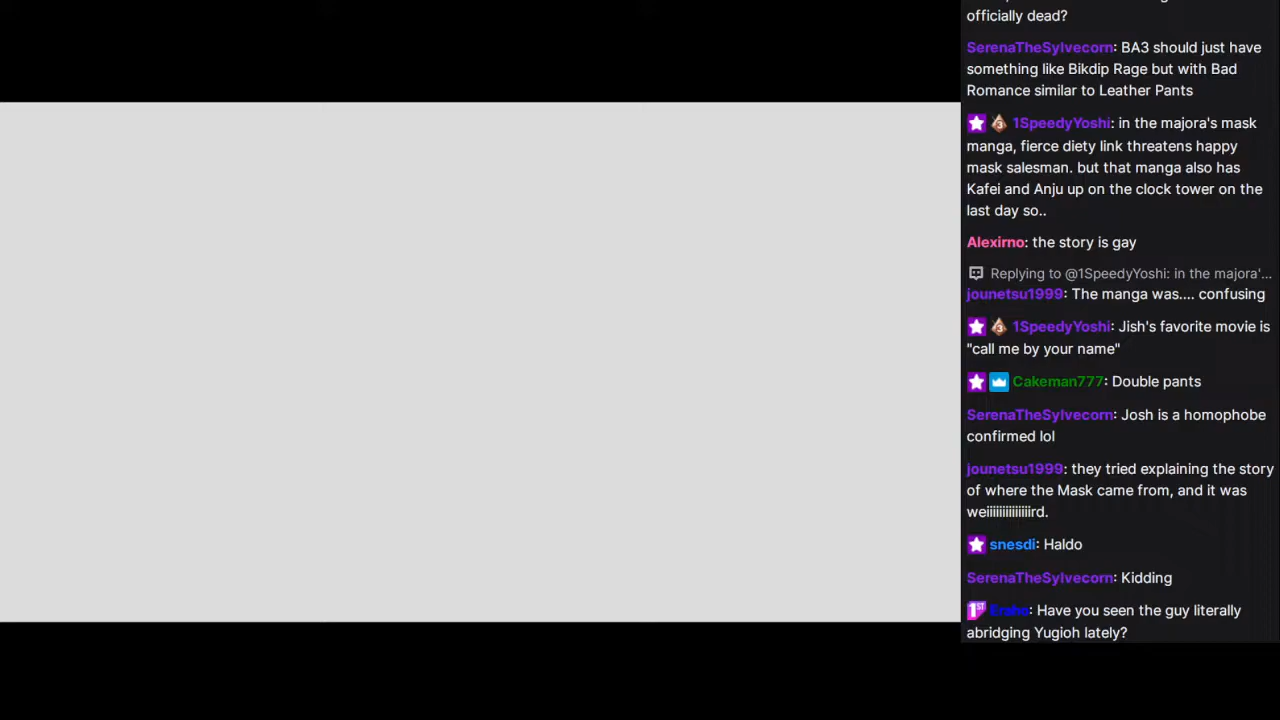 officially dead?
SerenaTheSylvecorn: BA3 should just have
something like Bikdip Rage but with Bad
Romance similar to Leather Pants
1SpeedyYoshi: in the majora's mask
manga, fierce diety link threatens happy
mask salesman. but that manga also has
Kafei and Anju up on the clock tower on the
last day so..
Alexirno: the story is gay
Replying to @1SpeedyYoshi: in the majora'...
jounetsu1999: The manga was.... confusing
1SpeedyYoshi: Jish's favorite movie is
"call me by your name"
Cakeman777: Double pants
SerenaTheSylvecorn: Josh is a homophobe
confirmed lol
jounetsu1999: they tried explaining the story
of where the Mask came from, and it was
weiiiiiiiiiiiiiird.
snesdi: Haldo
SerenaTheSylvecorn: Kidding
1ST Eraho: Have you seen the guy literally
abridging Yugioh lately?